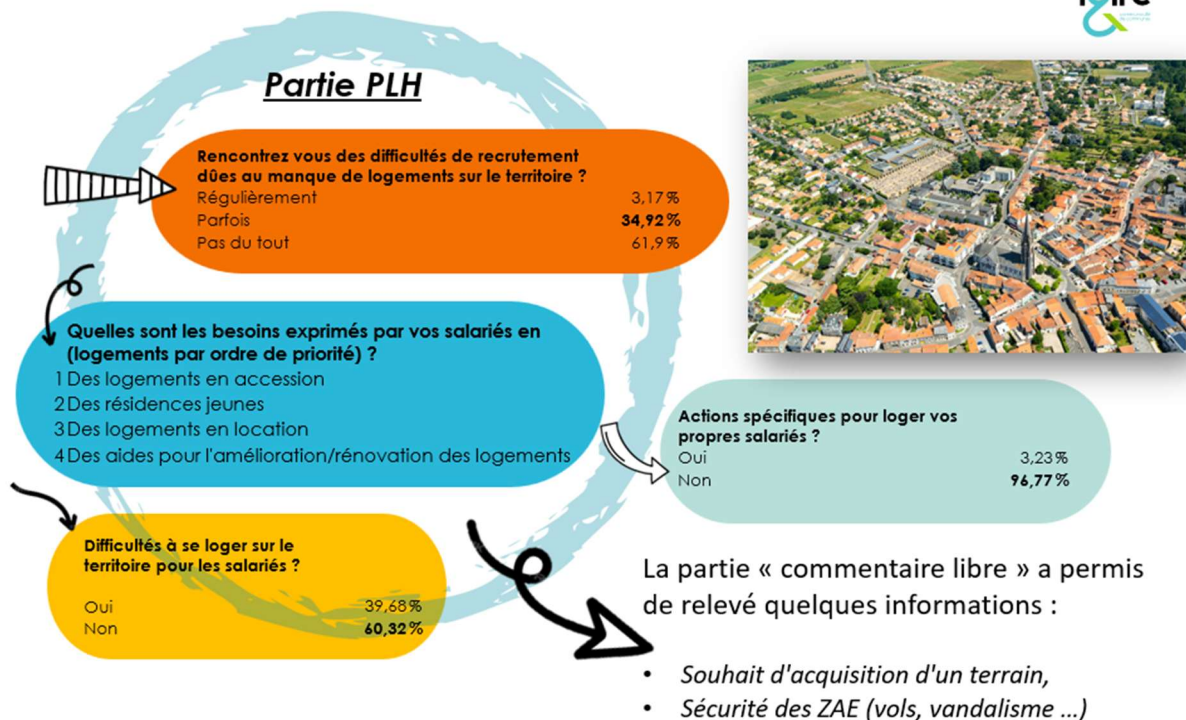 Partie PLH
Rencontrez vous des difficultés de recrutement
dûes au manque de logements sur le territoire ?
Régulièrement 3,17%
Parfois 34,92%
Pas du tout 61,9%
Quelles sont les besoins exprimés par vos salariés en
(logements par ordre de priorité) ?
1 Des logements en accession
2 Des résidences jeunes
3 Des logements en location
4 Des aides pour l'amélioration/rénovation des logements
Actions spécifiques pour loger vos
propres salariés ?
Oui 3,23%
Non 96,77%
Difficultés à se loger sur le
territoire pour les salariés ?
Oui 39,68%
Non 60,32%
La partie « commentaire libre » a permis
de relevé quelques informations :
• Souhait d'acquisition d'un terrain,
• Sécurité des ZAE (vols, vandalisme ...)